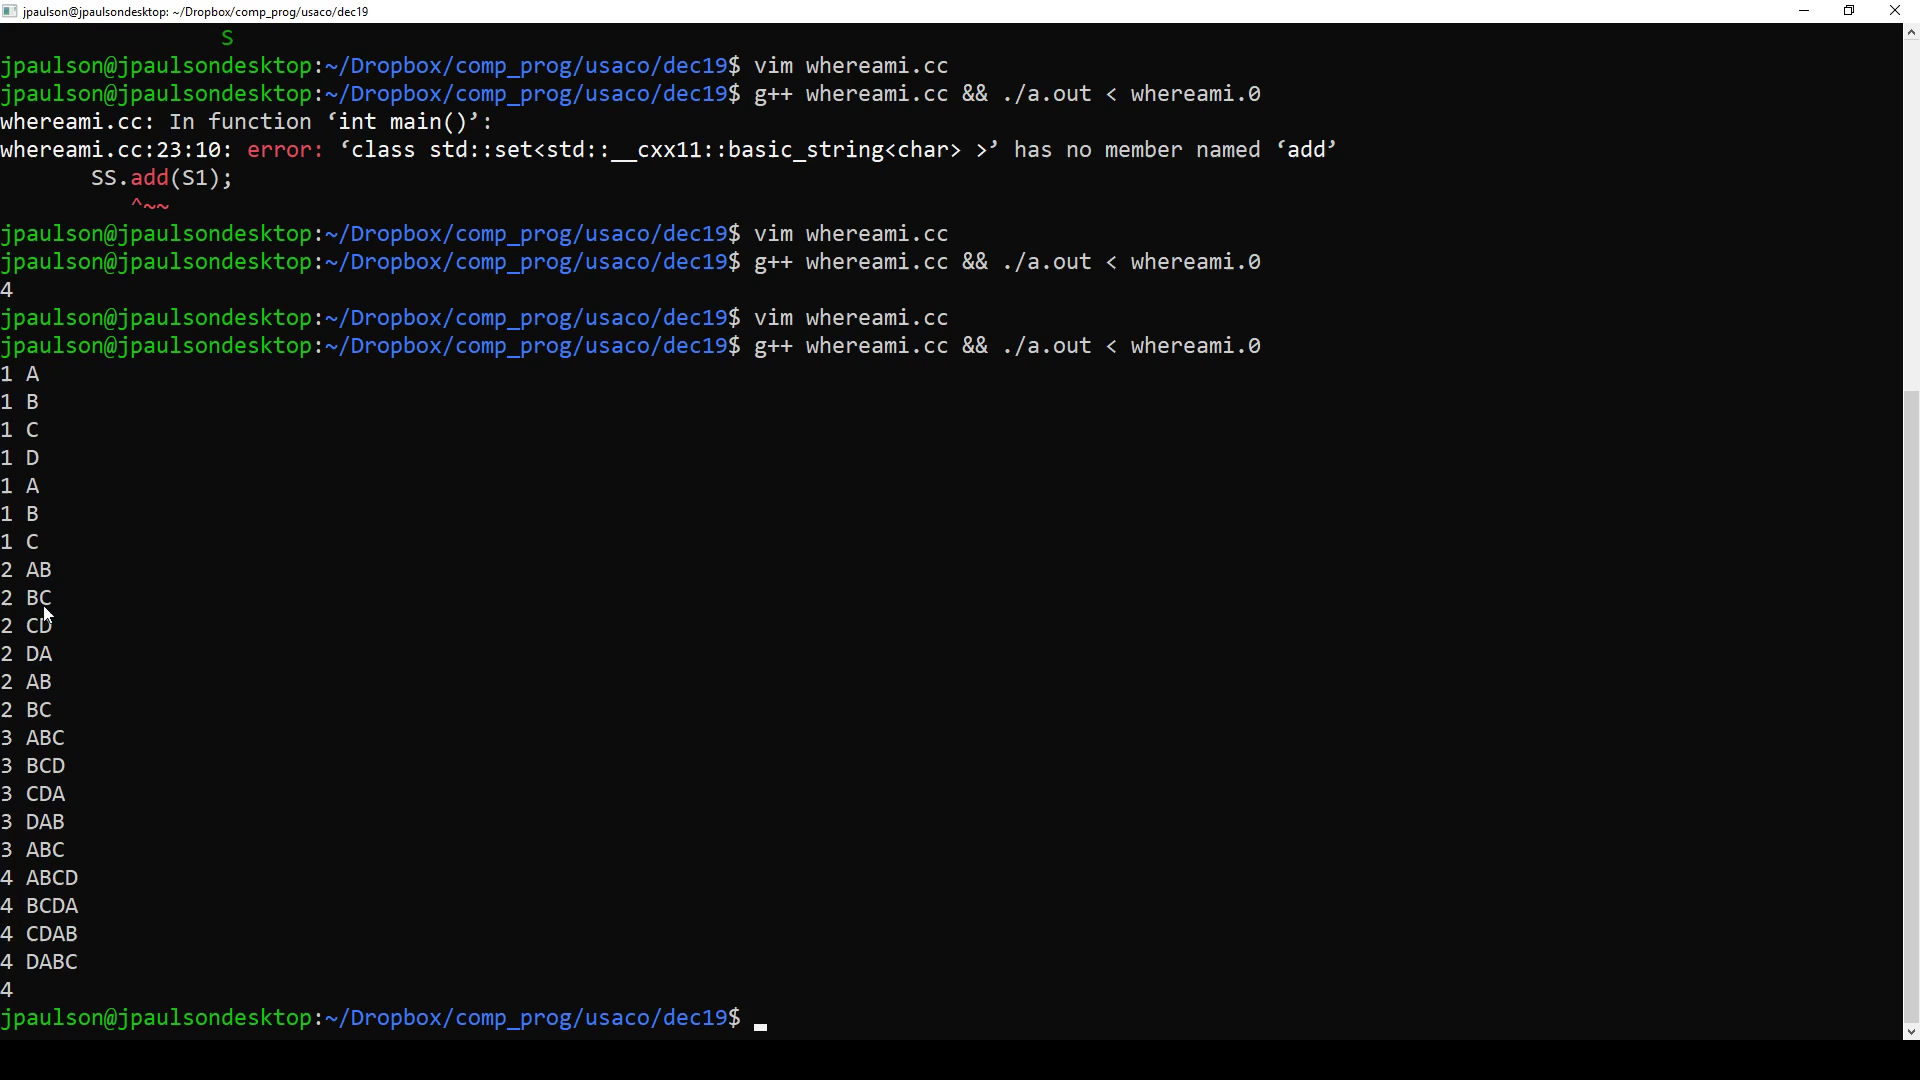 jpaulson@jpaulsondesktop: ~/Dropbox/comp_prog/usaco/dec19
S
jpaulson@jpaulsondesktop:~/Dropbox/comp_prog/usaco/dec19$ vim whereami.cc
jpaulson@jpaulsondesktop:~/Dropbox/comp_prog/usaco/dec19$ g++ whereami.cc && ./a.out < whereami.0
whereami.cc: In function ‘int main()’:
whereami.cc:23:10: error: ‘class std::set<std::__cxx11::basic_string<char> >’ has no member named ‘add’
SS.add(S1);
^~~
jpaulson@jpaulsondesktop:~/Dropbox/comp_prog/usaco/dec19$ vim whereami.cc
jpaulson@jpaulsondesktop:~/Dropbox/comp_prog/usaco/dec19$ g++ whereami.cc && ./a.out < whereami.0
4
jpaulson@jpaulsondesktop:~/Dropbox/comp_prog/usaco/dec19$ vim whereami.cc
jpaulson@jpaulsondesktop:~/Dropbox/comp_prog/usaco/dec19$ g++ whereami.cc && ./a.out < whereami.0
1 A
1 B
1 C
1 D
1 A
1 B
1 C
2 AB
2 BC
2 CD
2 DA
2 AB
2 BC
3 ABC
3 BCD
3 CDA
3 DAB
3 ABC
4 ABCD
4 BCDA
4 CDAB
4 DABC
4
jpaulson@jpaulsondesktop:~/Dropbox/comp_prog/usaco/dec19$